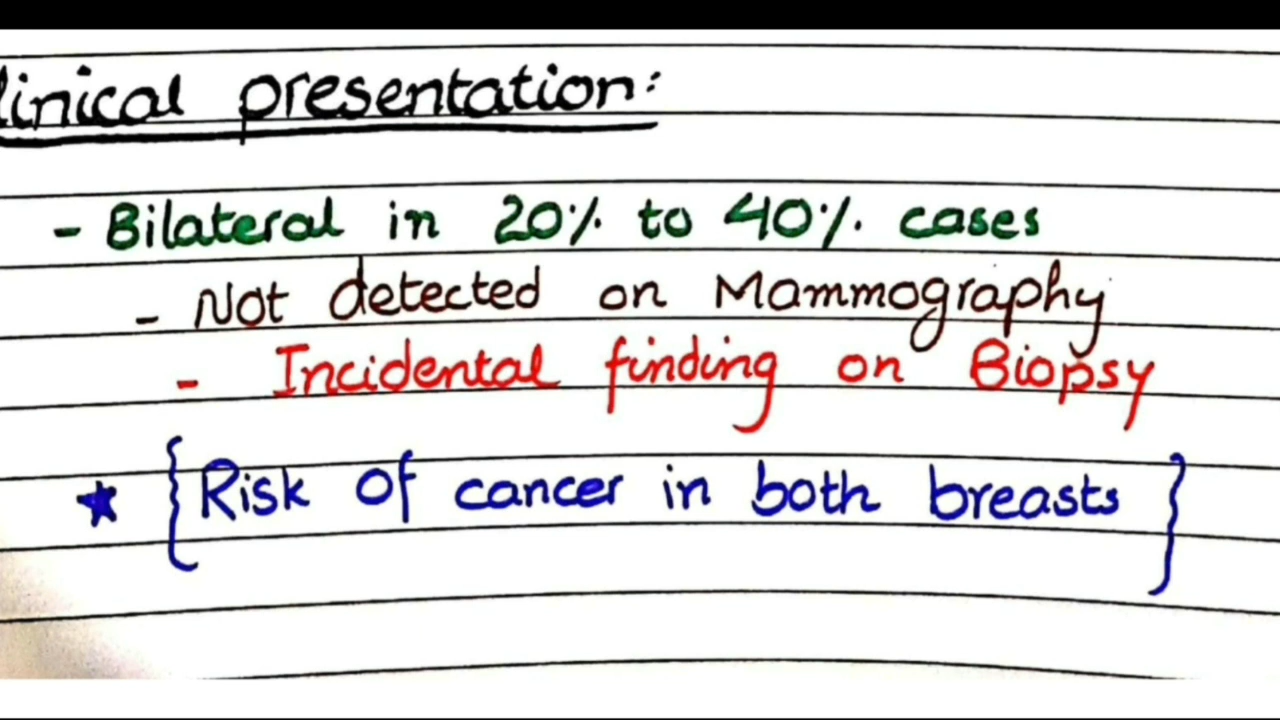 linical presentation:
- Bilateral in 20% to 40% cases
- Not detected on Mammography
- Incidental finding on Biopsy
★ { Risk of cancer in both breasts }